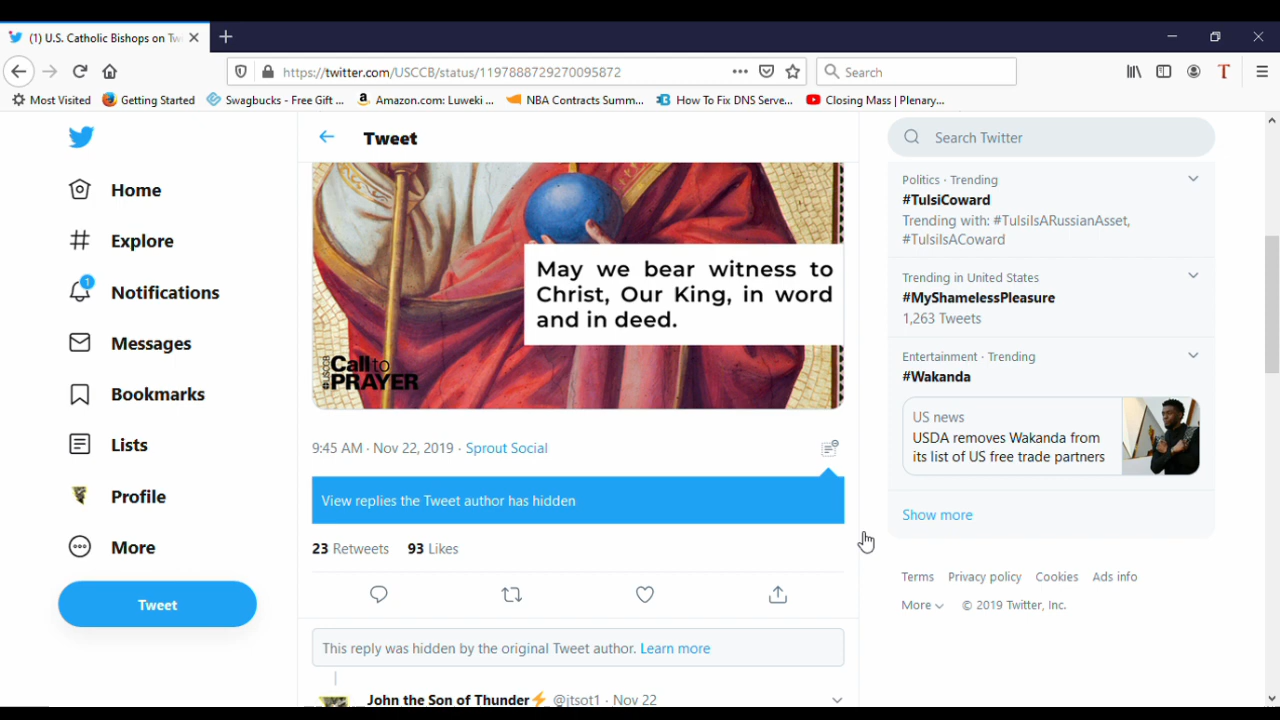 (1) U.S. Catholic Bishops on Tw
https://twitter.com/USCCB/status/1197888729270095872
Search
Most Visited
Getting Started
Swagbucks - Free Gift ...
Amazon.com: Luweki ...
NBA Contracts Summ...
How To Fix DNS Serve...
Closing Mass | Plenary...
Home
Explore
1
Notifications
Messages
Bookmarks
Lists
Profile
More
Tweet
Tweet
May we bear witness to
Christ, Our King, in word
and in deed.
#USCCB
Call to
PRAYER
9:45 AM · Nov 22, 2019 · Sprout Social
View replies the Tweet author has hidden
23 Retweets 93 Likes
This reply was hidden by the original Tweet author. Learn more
John the Son of Thunder⚡ @jtsot1 · Nov 22
Search Twitter
Politics · Trending
#TulsiCoward
Trending with: #TulsiIsARussianAsset,
#TulsiIsACoward
Trending in United States
#MyShamelessPleasure
1,263 Tweets
Entertainment · Trending
#Wakanda
US news
USDA removes Wakanda from
its list of US free trade partners
Show more
Terms Privacy policy Cookies Ads info
More © 2019 Twitter, Inc.